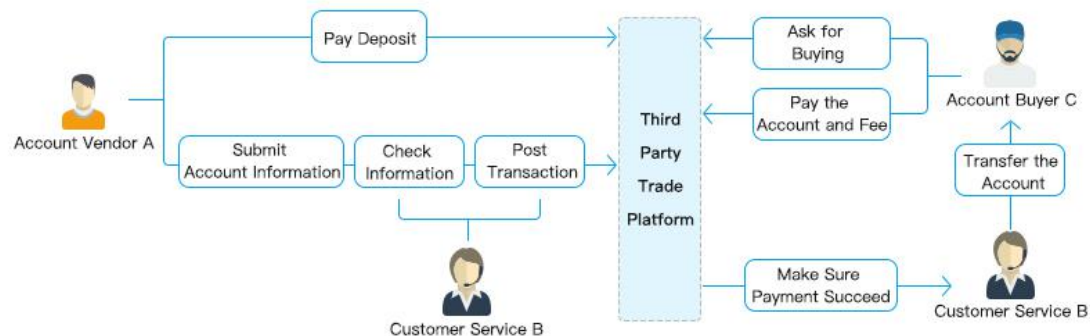 Pay Deposit
Ask for
Buying
Account Vendor A
Account Buyer C
Pay the
Account and Fee
Third
Party
Trade
Platform
Submit
Account Information
Check
Information
Post
Transaction
Transfer the
Account
Make Sure
Payment Succeed
Customer Service B
Customer Service B